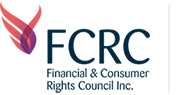 FCRC
Financial & Consumer
Rights Council Inc.